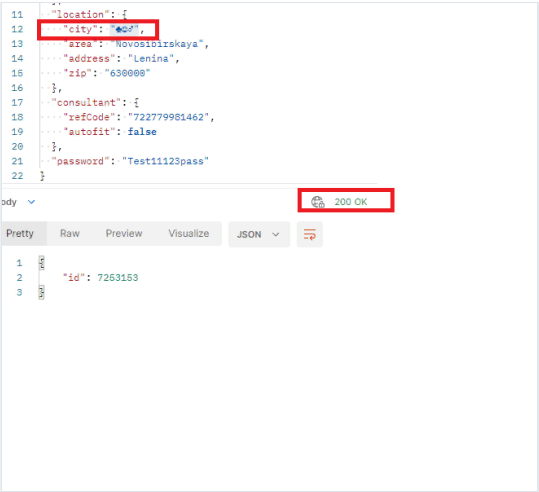 11 "location": {
12 "city": "♣☺♂",
13 "area": "Novosibirskaya",
14 "address": "Lenina",
15 "zip": "630000"
16 },
17 "consultant": {
18 "refCode": "722779981462",
19 "autofit": false
20 },
21 "password": "Test11123pass"
22 }
ody
200 OK
Pretty Raw Preview Visualize JSON
1 {
2 "id": 7253153
3 }